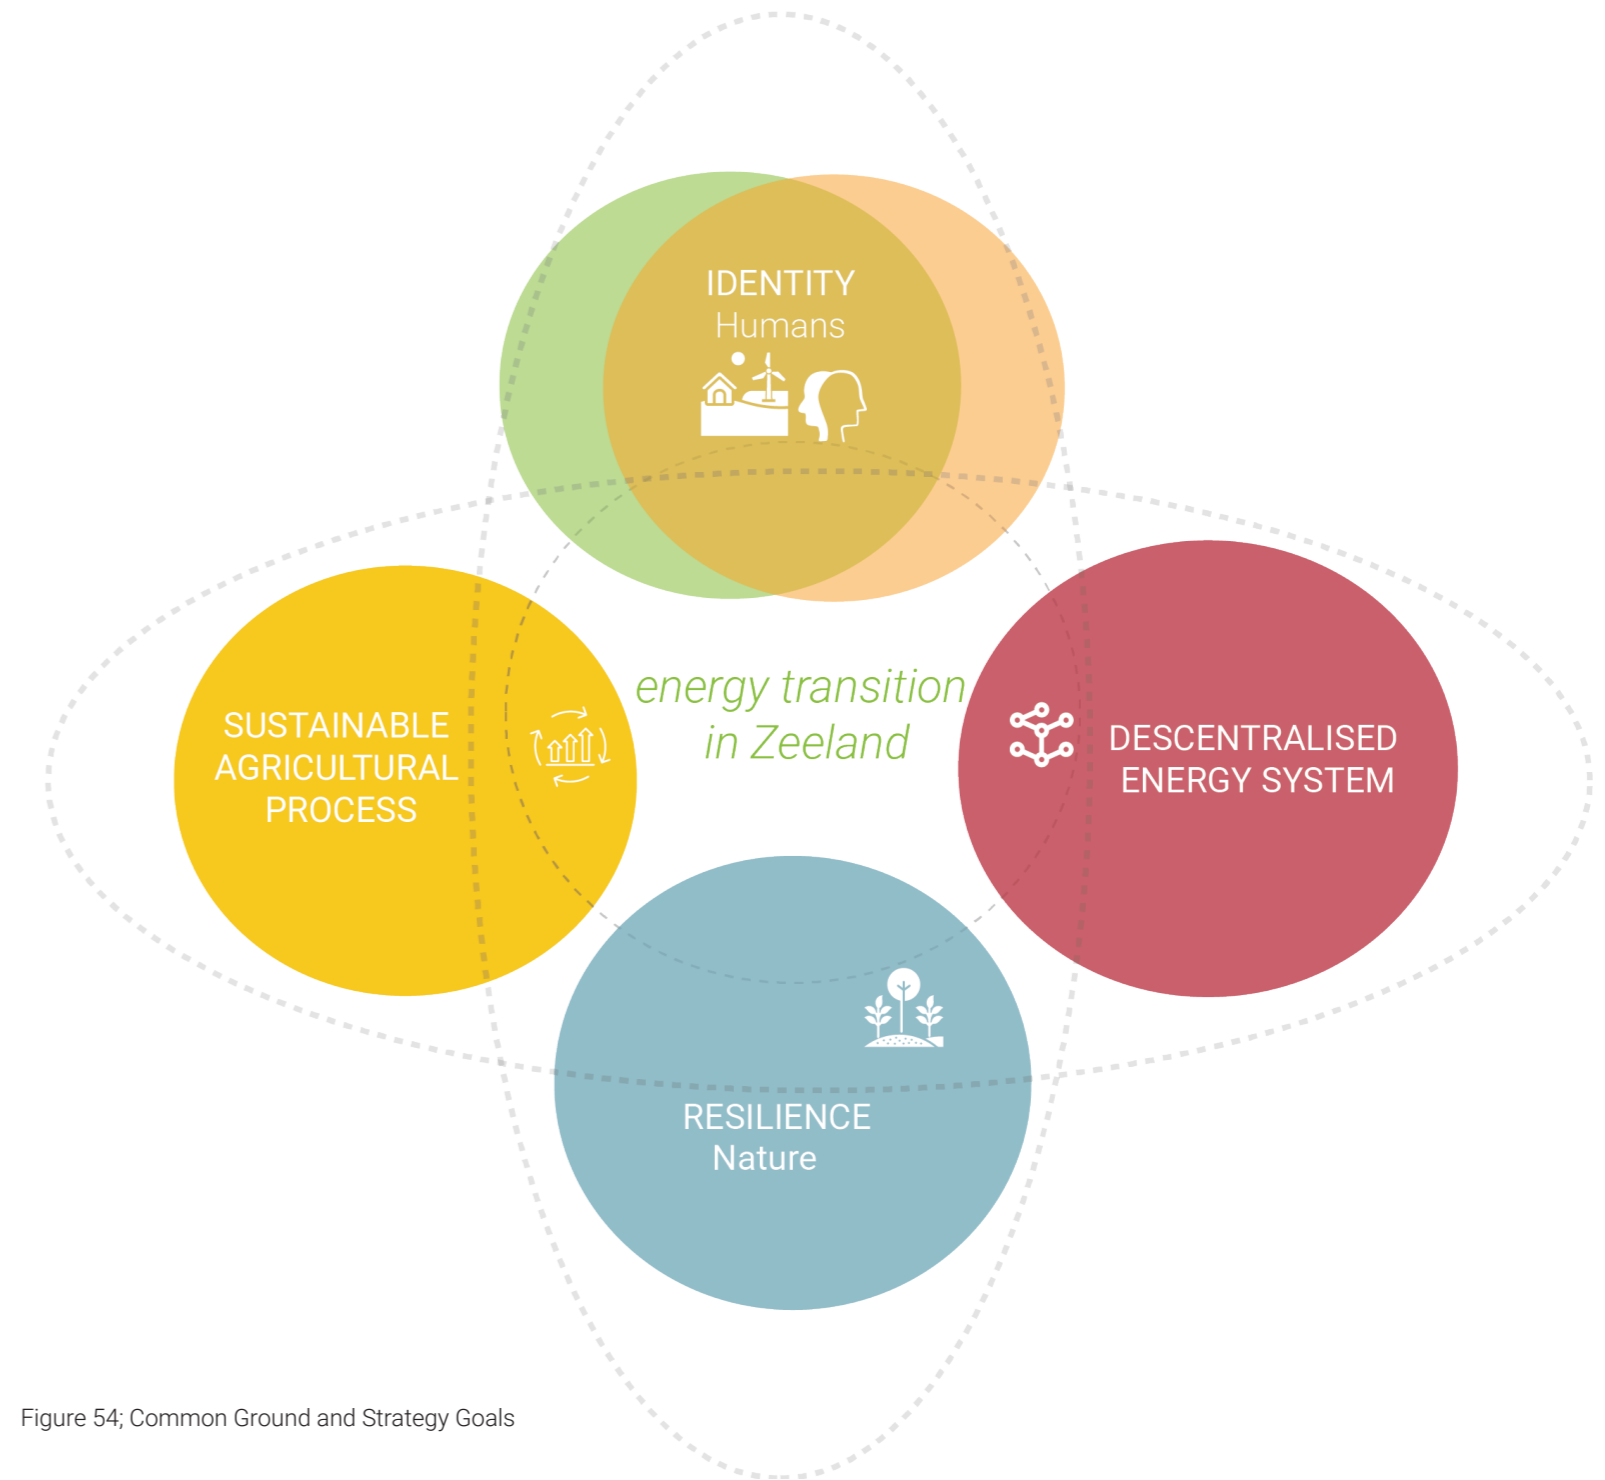 IDENTITY
Humans
energy transition
in Zeeland
SUSTAINABLE
AGRICULTURAL
PROCESS
DESCENTRALISED
ENERGY SYSTEM
RESILIENCE
Nature
Figure 54; Common Ground and Strategy Goals